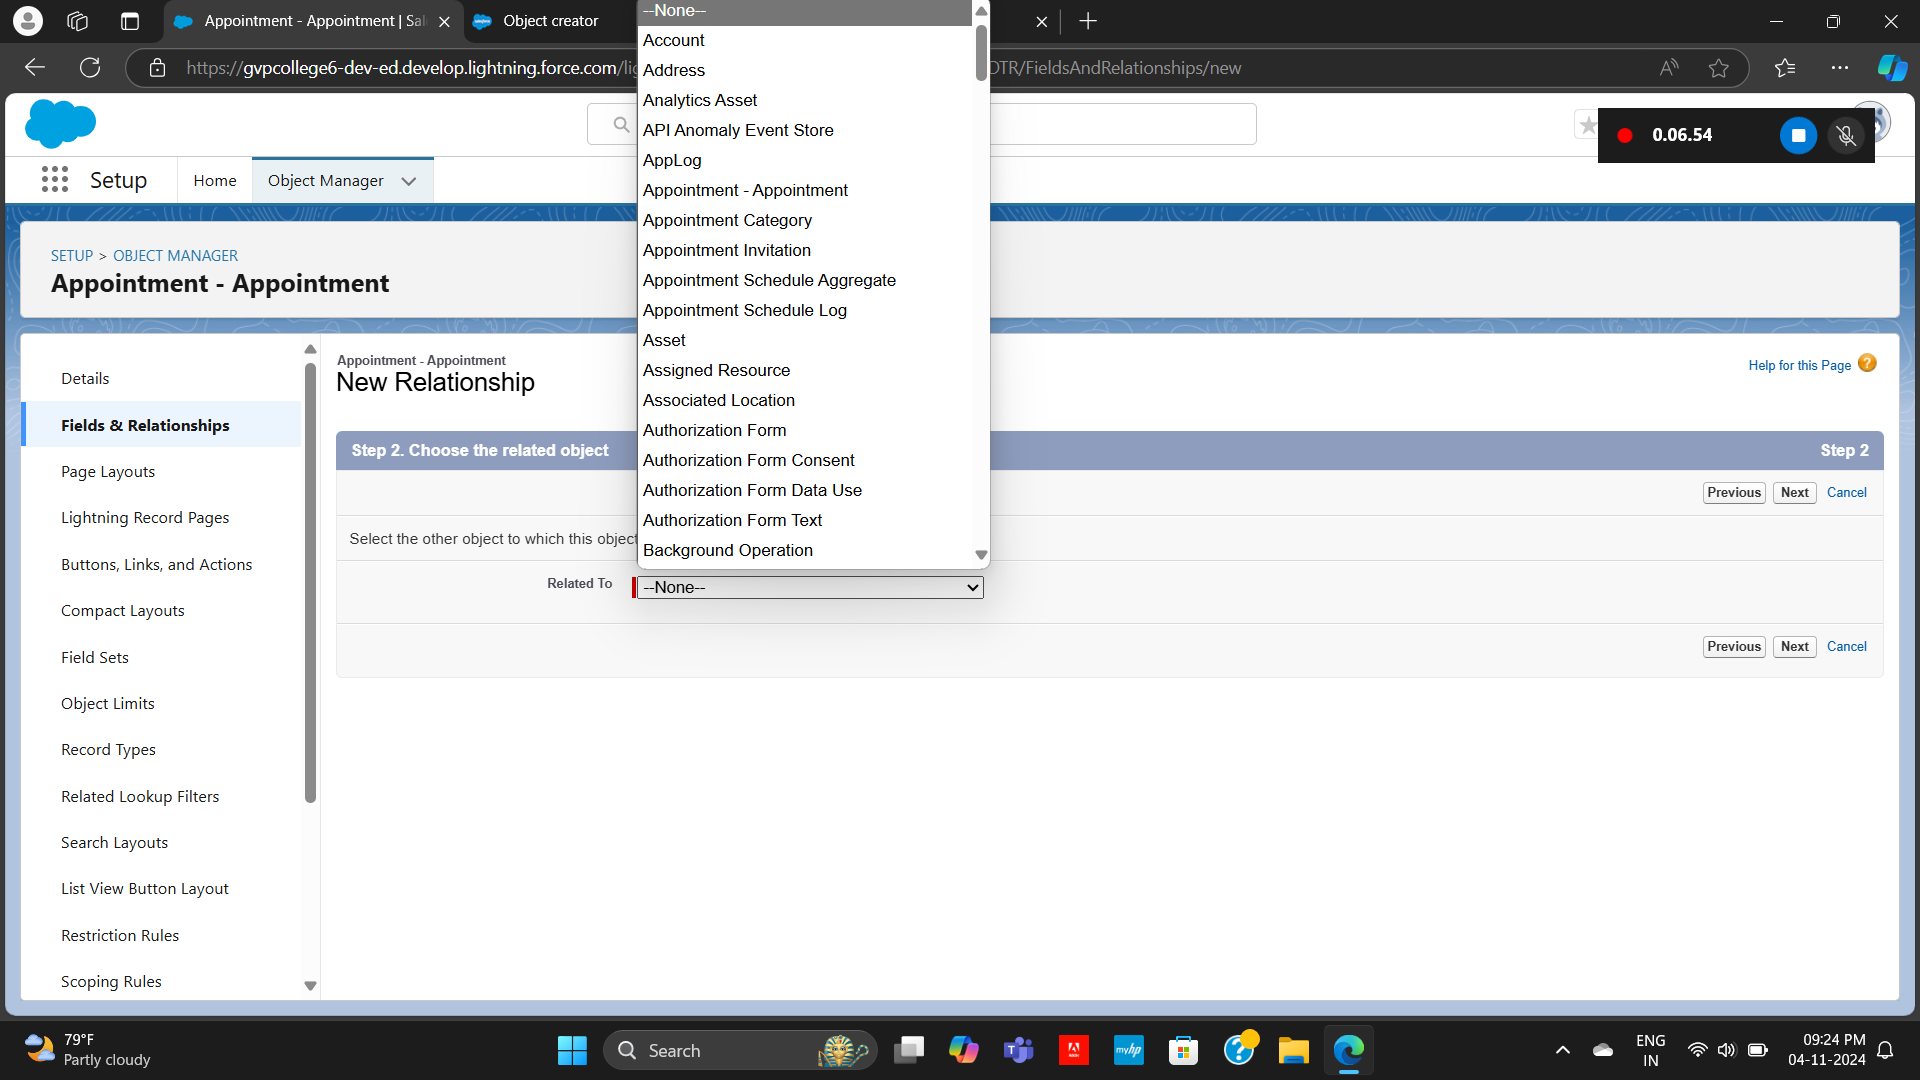 Appointment - Appointment | Sal
Object creator
https://gvpcollege6-dev-ed.develop.lightning.force.com/li
DTR/FieldsAndRelationships/new
0.06.54
Setup
Home
Object Manager
SETUP > OBJECT MANAGER
Appointment - Appointment
Details
Fields & Relationships
Page Layouts
Lightning Record Pages
Buttons, Links, and Actions
Compact Layouts
Field Sets
Object Limits
Record Types
Related Lookup Filters
Search Layouts
List View Button Layout
Restriction Rules
Scoping Rules
Appointment - Appointment
New Relationship
Help for this Page
Step 2. Choose the related object
Step 2
Previous Next Cancel
Select the other object to which this object
Related To
--None--
Previous Next Cancel
--None--
Account
Address
Analytics Asset
API Anomaly Event Store
AppLog
Appointment - Appointment
Appointment Category
Appointment Invitation
Appointment Schedule Aggregate
Appointment Schedule Log
Asset
Assigned Resource
Associated Location
Authorization Form
Authorization Form Consent
Authorization Form Data Use
Authorization Form Text
Background Operation
79°F
Partly cloudy
Search
myhp
ENG
IN
09:24 PM
04-11-2024